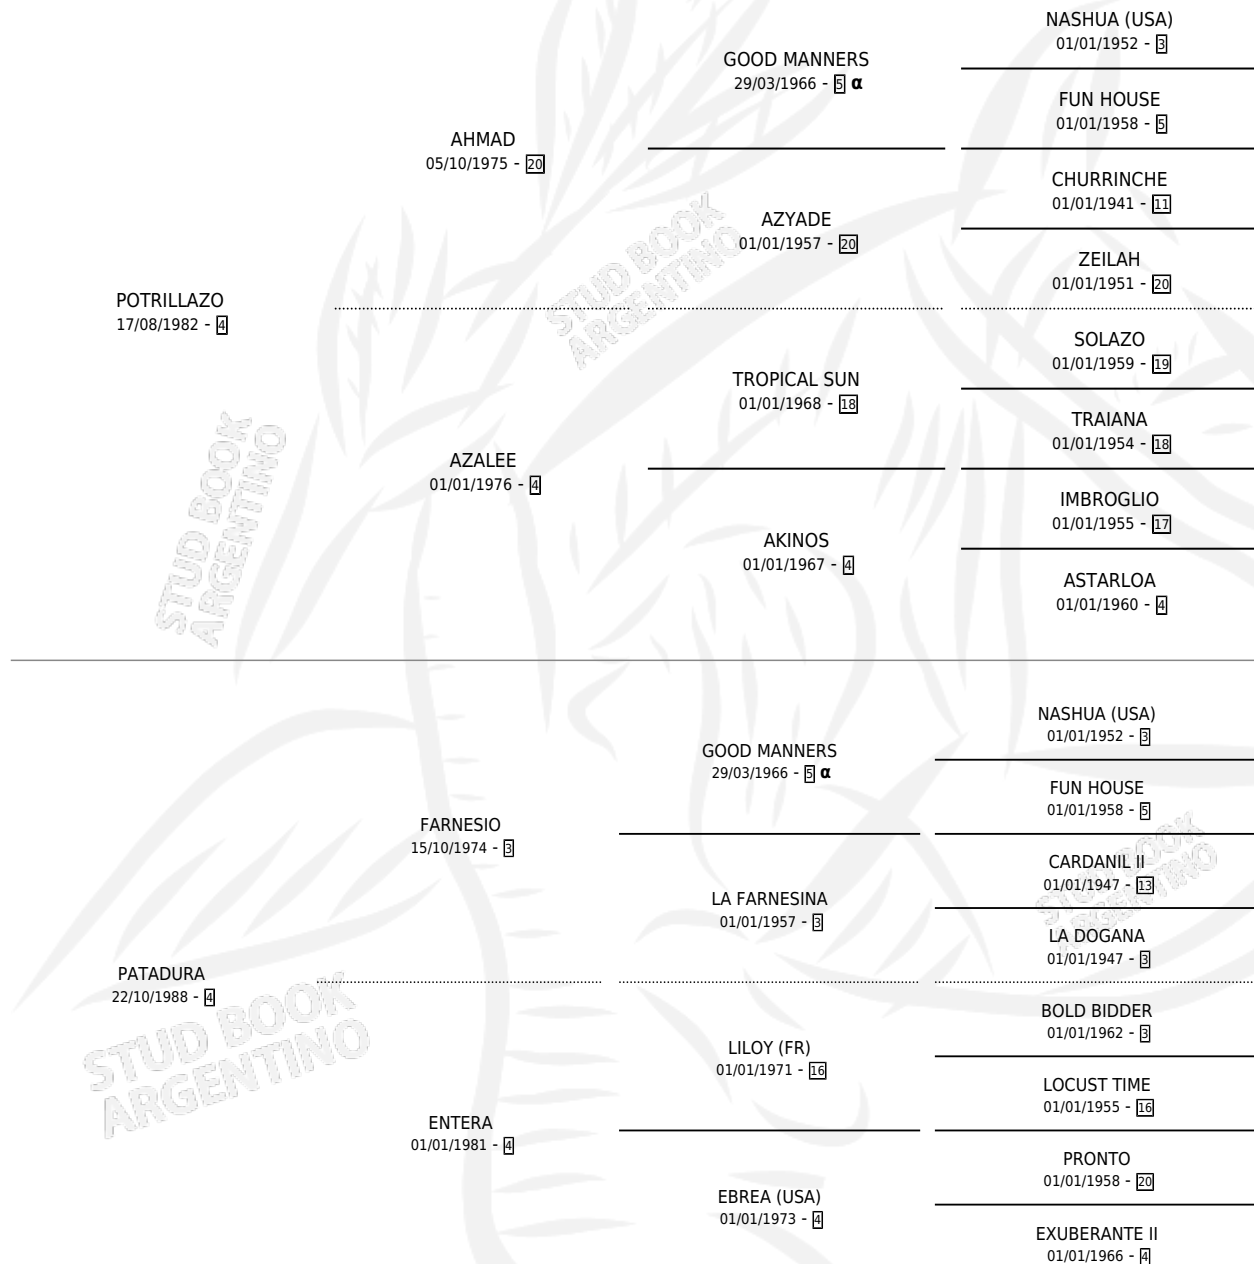 NASHUA (USA)
01/01/1952 - 3
GOOD MANNERS
29/03/1966 - 5 α
FUN HOUSE
01/01/1958 - 5
AHMAD
05/10/1975 - 20
CHURRINCHE
01/01/1941 - 11
AZYADE
01/01/1957 - 20
ZEILAH
01/01/1951 - 20
POTRILLAZO
17/08/1982 - 4
SOLAZO
01/01/1959 - 19
TROPICAL SUN
01/01/1968 - 18
TRAIANA
01/01/1954 - 18
AZALEE
01/01/1976 - 4
IMBROGLIO
01/01/1955 - 17
AKINOS
01/01/1967 - 4
ASTARLOA
01/01/1960 - 4
STUD BOOK
ARGENTINO
STUD BOOK
ARGENTINO
NASHUA (USA)
01/01/1952 - 3
GOOD MANNERS
29/03/1966 - 5 α
FUN HOUSE
01/01/1958 - 5
FARNESIO
15/10/1974 - 3
CARDANIL II
01/01/1947 - 13
LA FARNESINA
01/01/1957 - 3
LA DOGANA
01/01/1947 - 3
PATADURA
22/10/1988 - 4
BOLD BIDDER
01/01/1962 - 3
LILOY (FR)
01/01/1971 - 16
LOCUST TIME
01/01/1955 - 16
ENTERA
01/01/1981 - 4
PRONTO
01/01/1958 - 20
EBREA (USA)
01/01/1973 - 4
EXUBERANTE II
01/01/1966 - 4
STUD BOOK
ARGENTINO
STUD BOOK
ARGENTINO